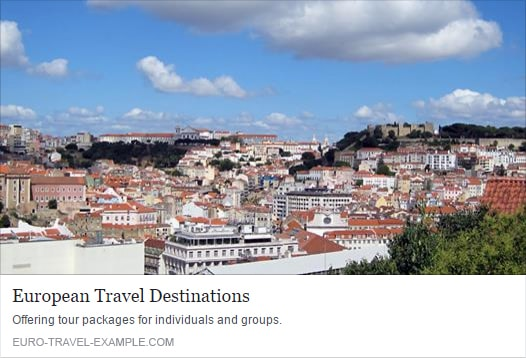 European Travel Destinations
Offering tour packages for individuals and groups.
EURO-TRAVEL-EXAMPLE.COM